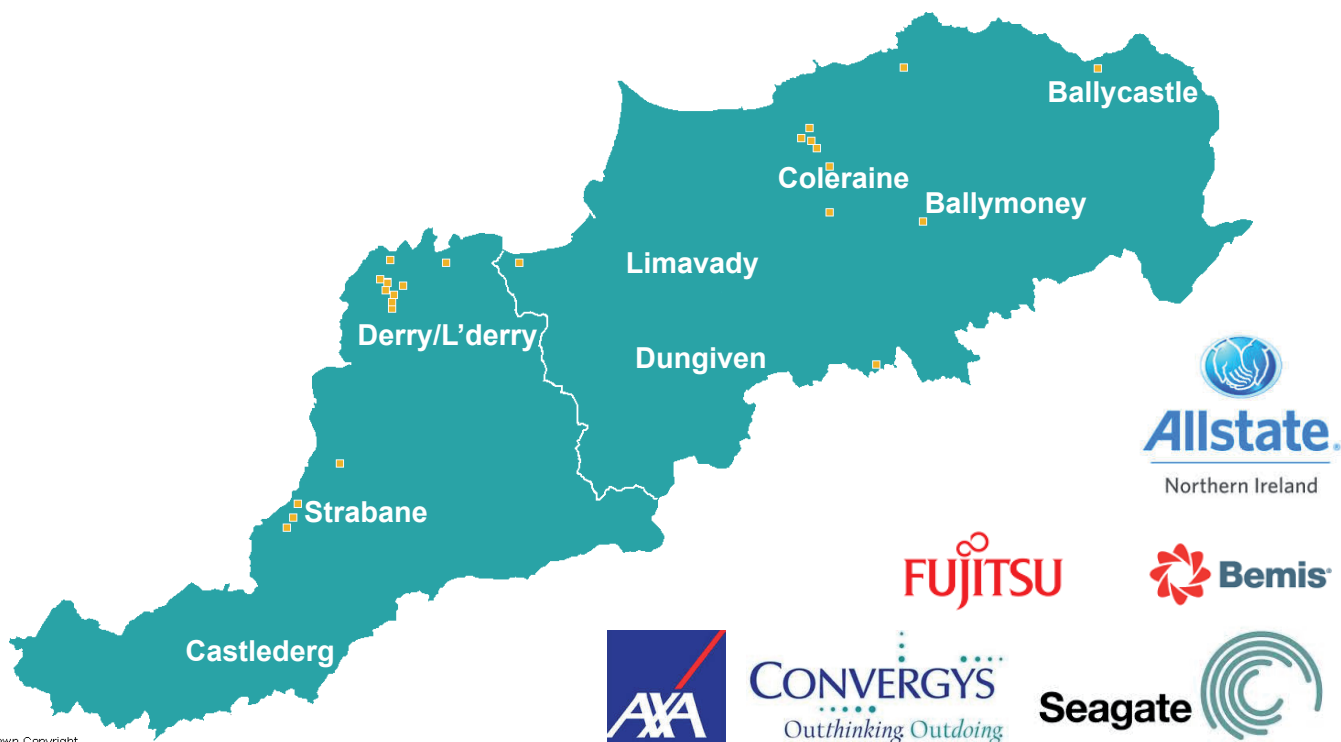 Ballycastle
Coleraine
Ballymoney
Limavady
Derry/L'derry
Dungiven
Allstate®
Northern Ireland
Strabane
FUJITSU
Bemis
Castlederg
AXA
CONVERGYS
Outthinking Outdoing
Seagate
Copyright